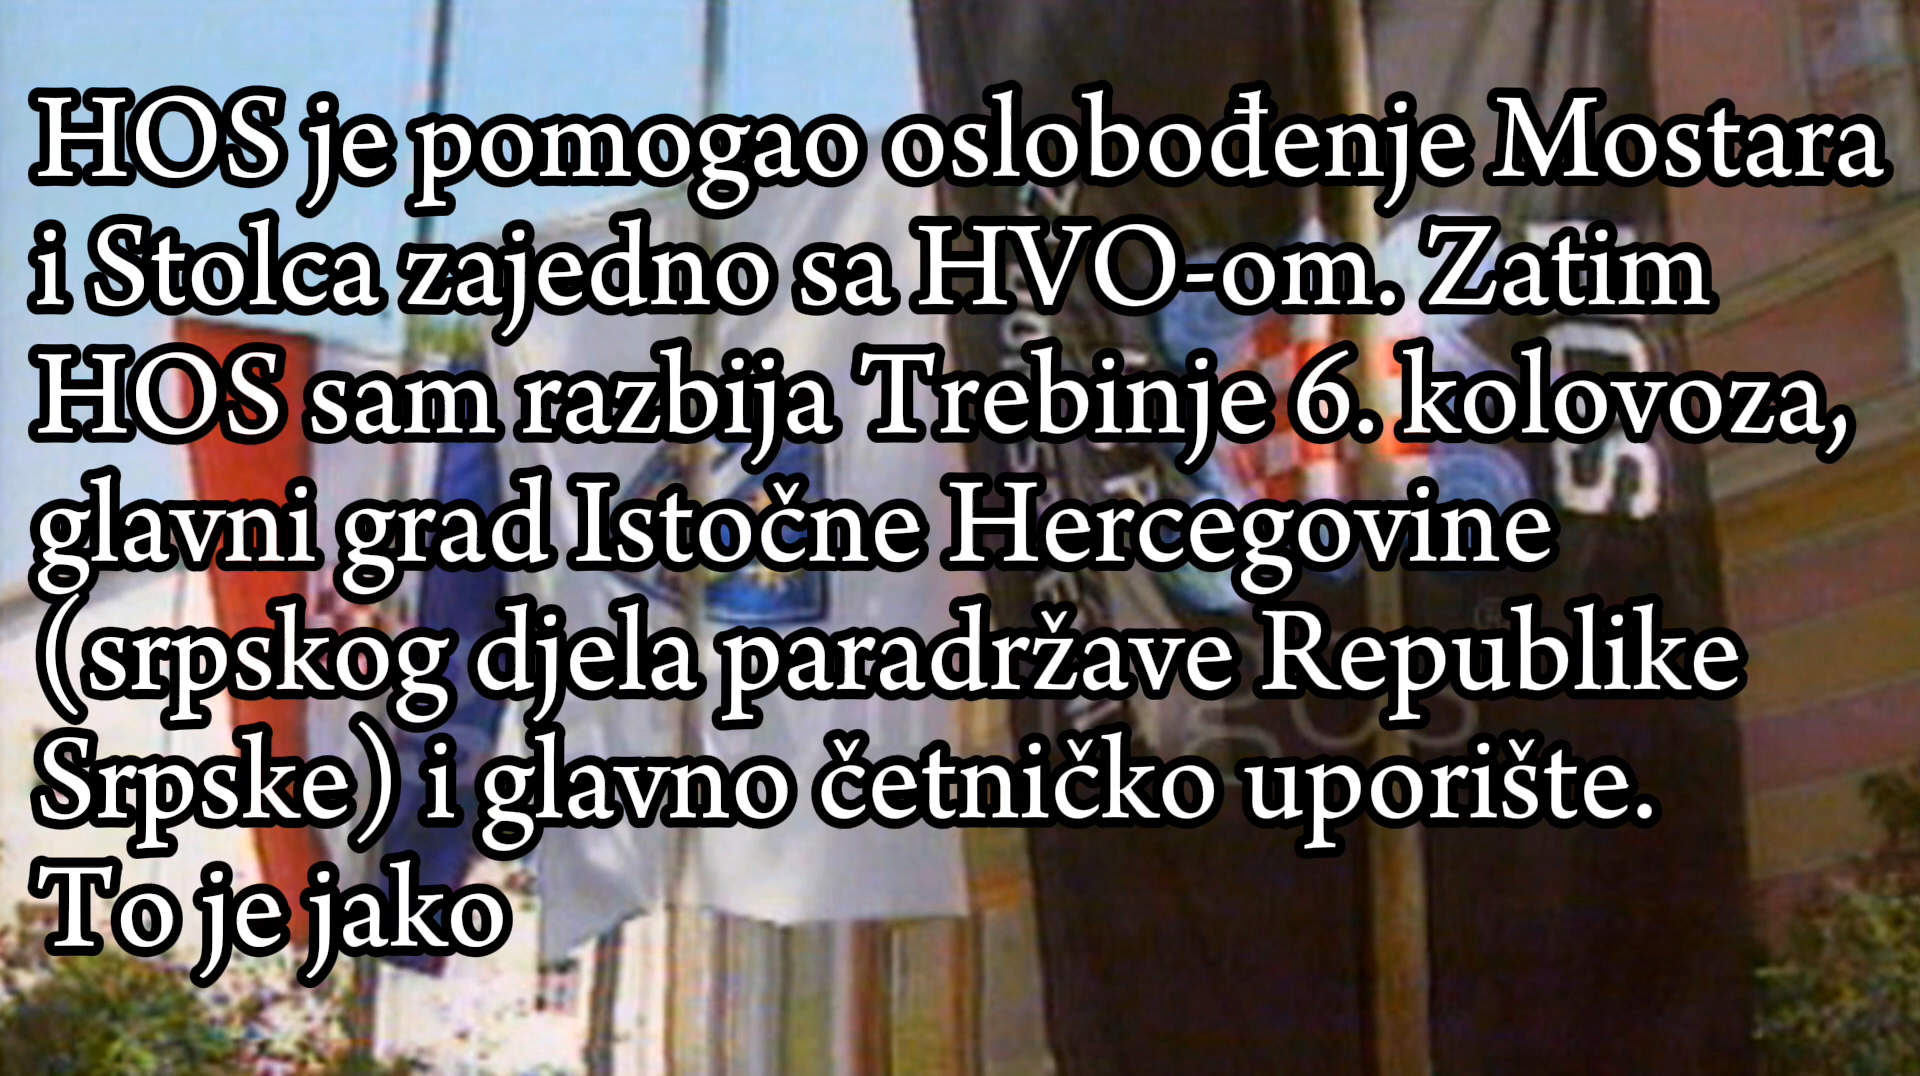 HOS je pomogao oslobođenje Mostara
i Stolca zajedno sa HVO-om. Zatim
HOS sam razbija Trebinje 6. kolovoza,
glavni grad Istočne Hercegovine
(srpskog djela paradržave Republike
Srpske) i glavno četničko uporište.
To je jako